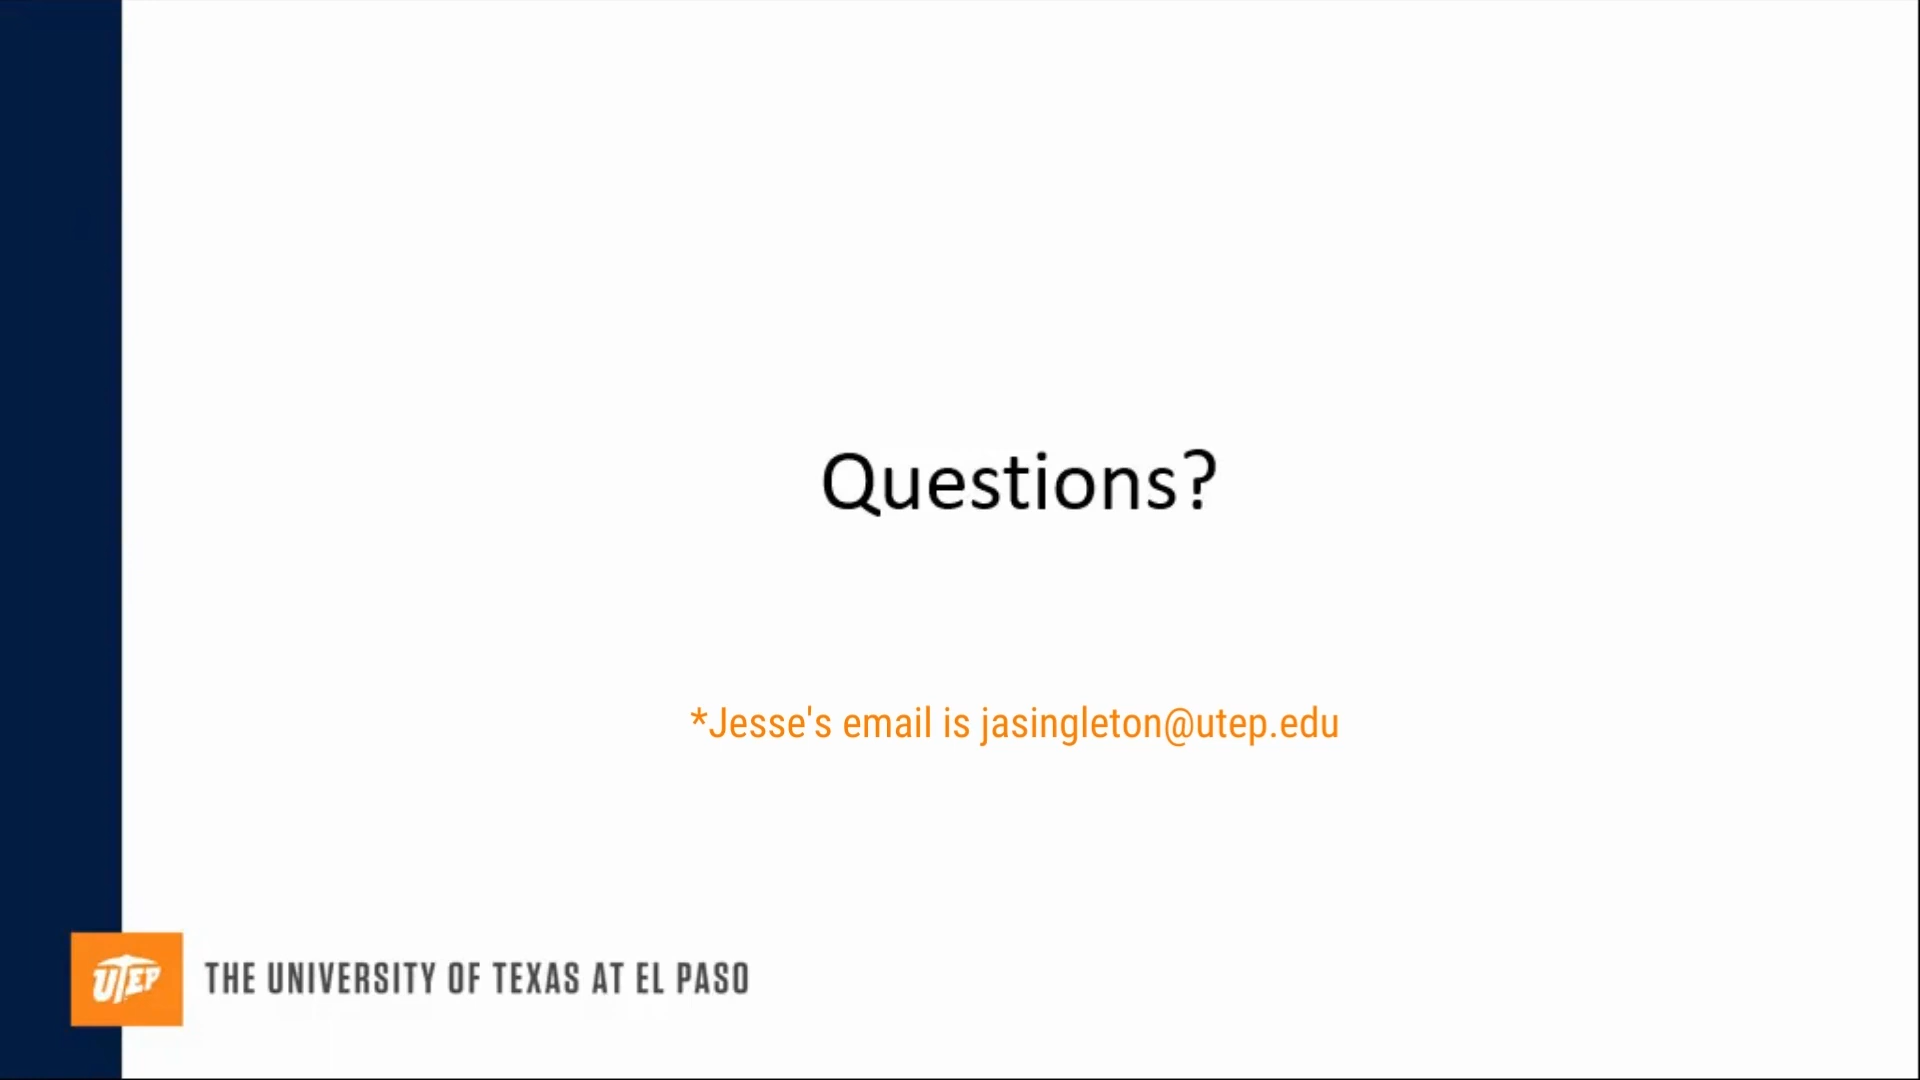 Questions?
*Jesse's email is jasingleton@utep.edu
UTEP
THE UNIVERSITY OF TEXAS AT EL PASO